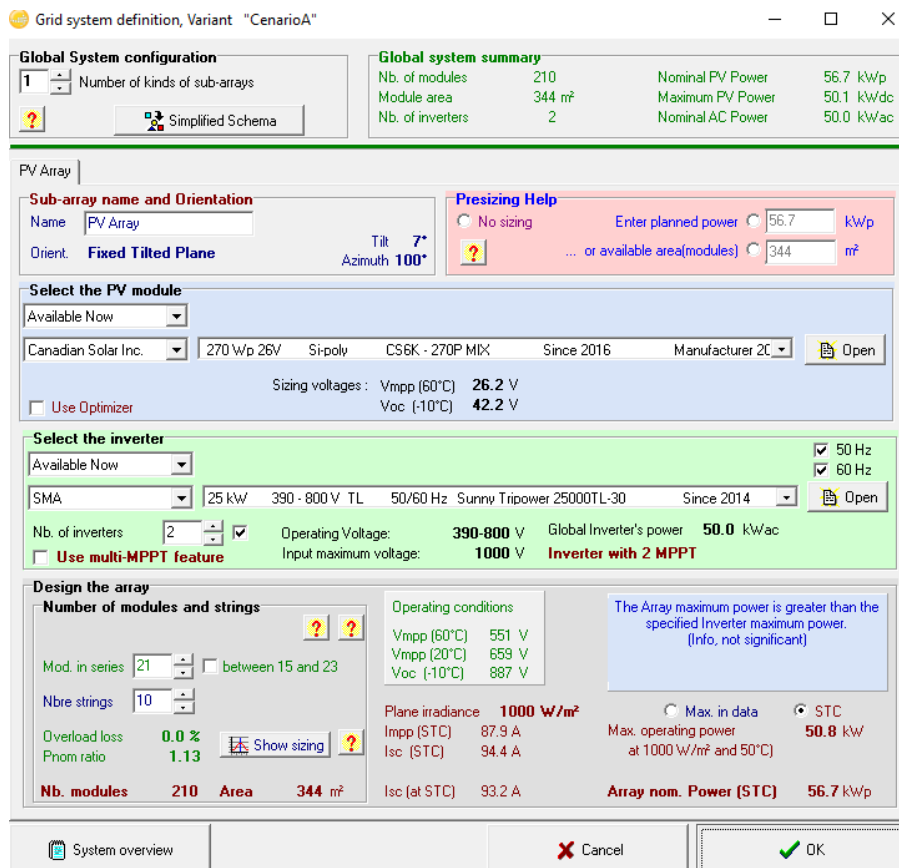 Grid system definition, Variant "CenarioA"
Global System configuration
1 Number of kinds of sub-arrays
? Simplified Schema
Global system summary
Nb. of modules 210 Nominal PV Power 56.7 kWp
Module area 344 m² Maximum PV Power 50.1 kWdc
Nb. of inverters 2 Nominal AC Power 50.0 kWac
PV Array
Sub-array name and Orientation
Name PV Array
Orient. Fixed Tilted Plane
Tilt 7°
Azimuth 100°
Presizing Help
No sizing Enter planned power 56.7 kWp
? ... or available area(modules) 344 m²
Select the PV module
Available Now
Canadian Solar Inc. 270 Wp 26V Si-poly CS6K - 270P MIX Since 2016 Manufacturer 20 Open
Sizing voltages : Vmpp (60°C) 26.2 V
Use Optimizer Voc (-10°C) 42.2 V
Select the inverter
Available Now 50 Hz
60 Hz
SMA 25 kW 390 - 800 V TL 50/60 Hz Sunny Tripower 25000TL-30 Since 2014 Open
Nb. of inverters 2 Operating Voltage: 390-800 V Global Inverter's power 50.0 kWac
Use multi-MPPT feature Input maximum voltage: 1000 V Inverter with 2 MPPT
Design the array
Number of modules and strings
? ?
Mod. in series 21 between 15 and 23
Nbre strings 10
Overload loss 0.0 %
Pnom ratio 1.13
Show sizing ?
Nb. modules 210 Area 344 m²
Operating conditions
Vmpp (60°C) 551 V
Vmpp (20°C) 659 V
Voc (-10°C) 887 V
The Array maximum power is greater than the
specified Inverter maximum power.
(Info, not significant)
Plane irradiance 1000 W/m² Max. in data STC
Impp (STC) 87.9 A Max. operating power 50.8 kW
Isc (STC) 94.4 A at 1000 W/m² and 50°C)
Isc (at STC) 93.2 A Array nom. Power (STC) 56.7 kWp
System overview Cancel OK